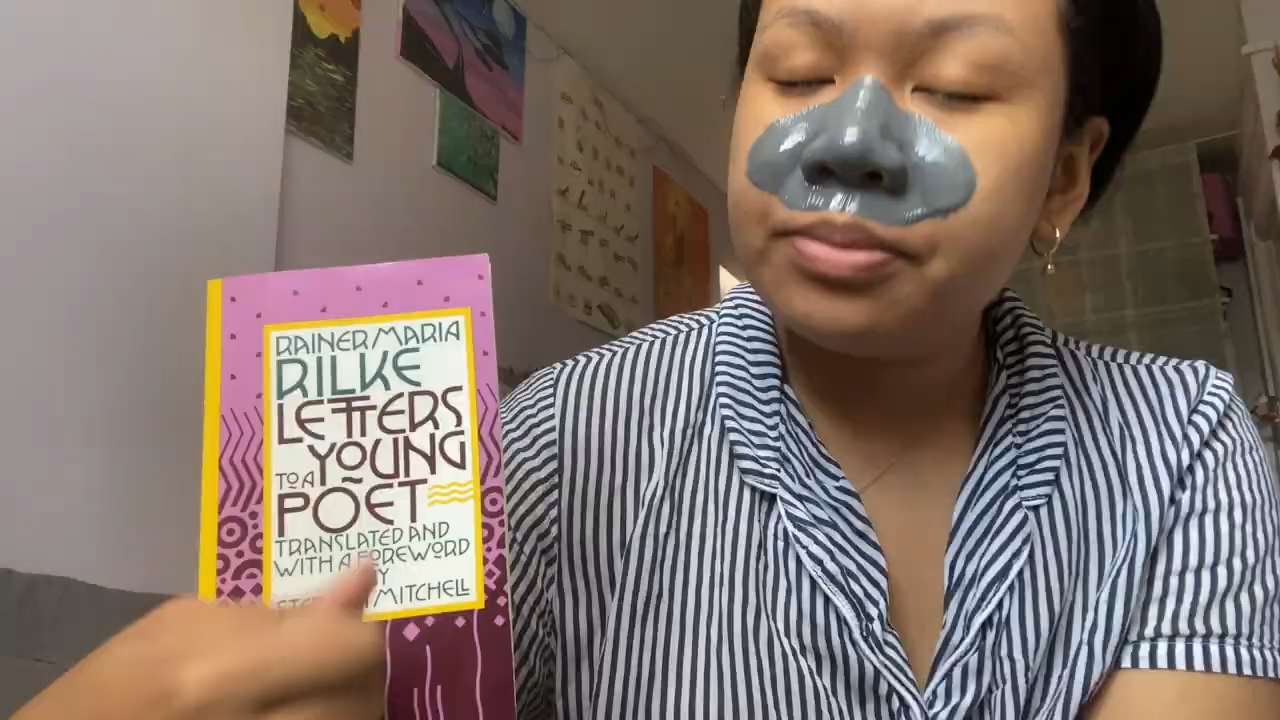 RAINER MARIA
RILKE
LETTERS
TO A YOUNG
POET
TRANSLATED AND
WITH A FOREWORD
MITCHELL